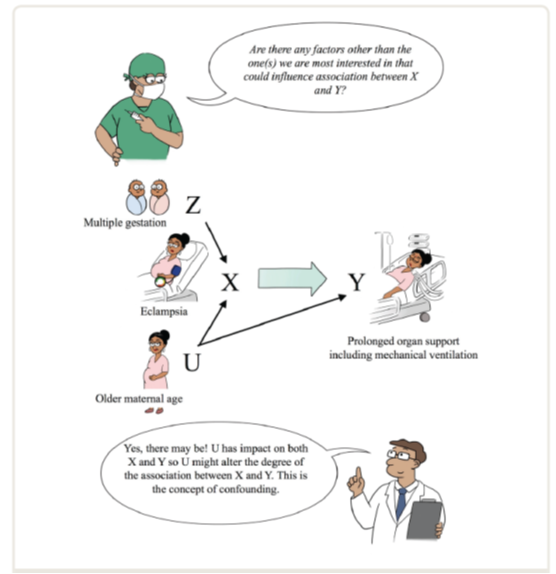 Are there any factors other than the
one(s) we are most interested in that
could influence association between X
and Y?
Z
Multiple gestation
X
Y
Eclampsia
Prolonged organ support
including mechanical ventilation
U
Older maternal age
Yes, there may be! U has impact on both
X and Y so U might alter the degree of
the association between X and Y. This is
the concept of confounding.